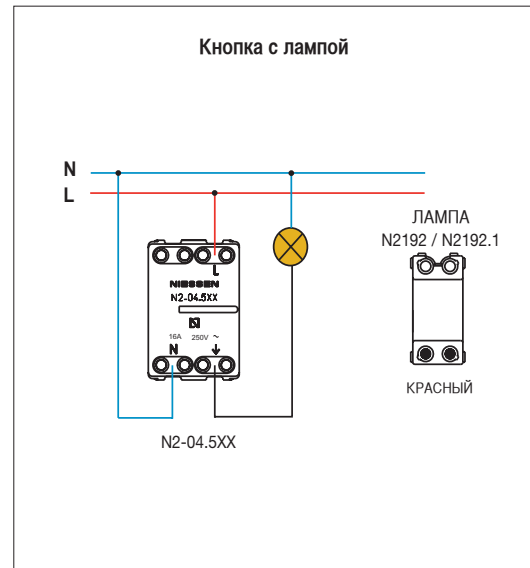 Кнопка с лампой
N
L
ЛАМПА
N2192 / N2192.1
L
NIESSEN
N2-04.5XX
16A 250V ~
N
КРАСНЫЙ
N2-04.5XX